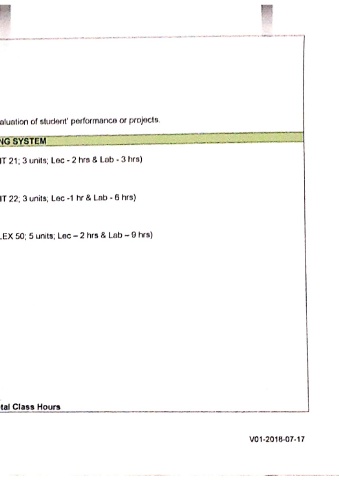 aluation of student' performance or projects.
NG SYSTEM
IT 21; 3 units; Lec - 2 hrs & Lab - 3 hrs)
IT 22; 3 units; Lec -1 hr & Lab - 6 hrs)
LEX 50; 5 units; Lec – 2 hrs & Lab – 9 hrs)
tal Class Hours
V01-2018-07-17